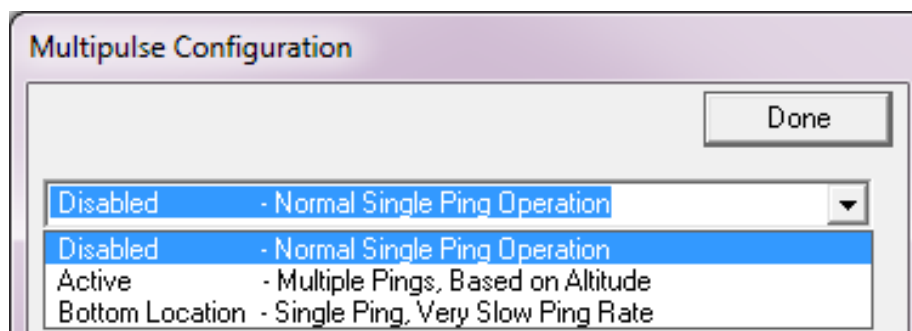 Multipulse Configuration
Done
Disabled - Normal Single Ping Operation
Disabled - Normal Single Ping Operation
Active - Multiple Pings, Based on Altitude
Bottom Location - Single Ping, Very Slow Ping Rate